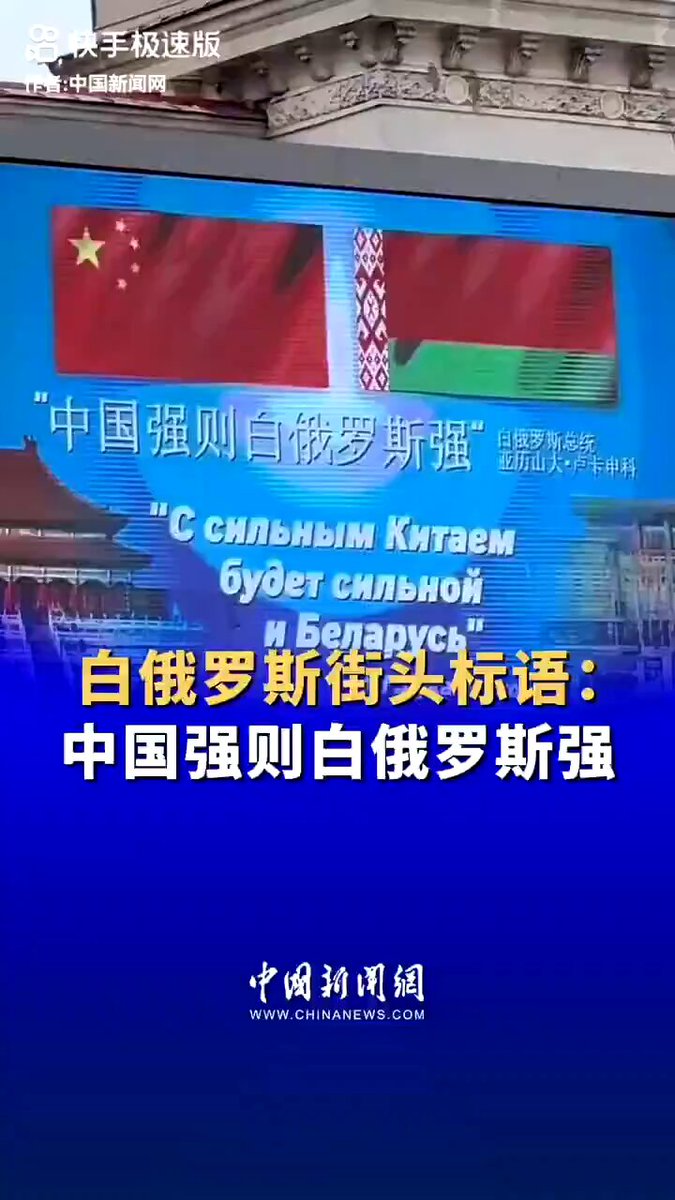 快手极速版
作者:中国新闻网
"中国强则白俄罗斯强"
白俄罗斯总统
亚历山大·卢卡申科
"С сильным Китаем
будет сильной
и Беларусь"
白俄罗斯街头标语：
中国强则白俄罗斯强
中國新聞網
WWW.CHINANEWS.COM